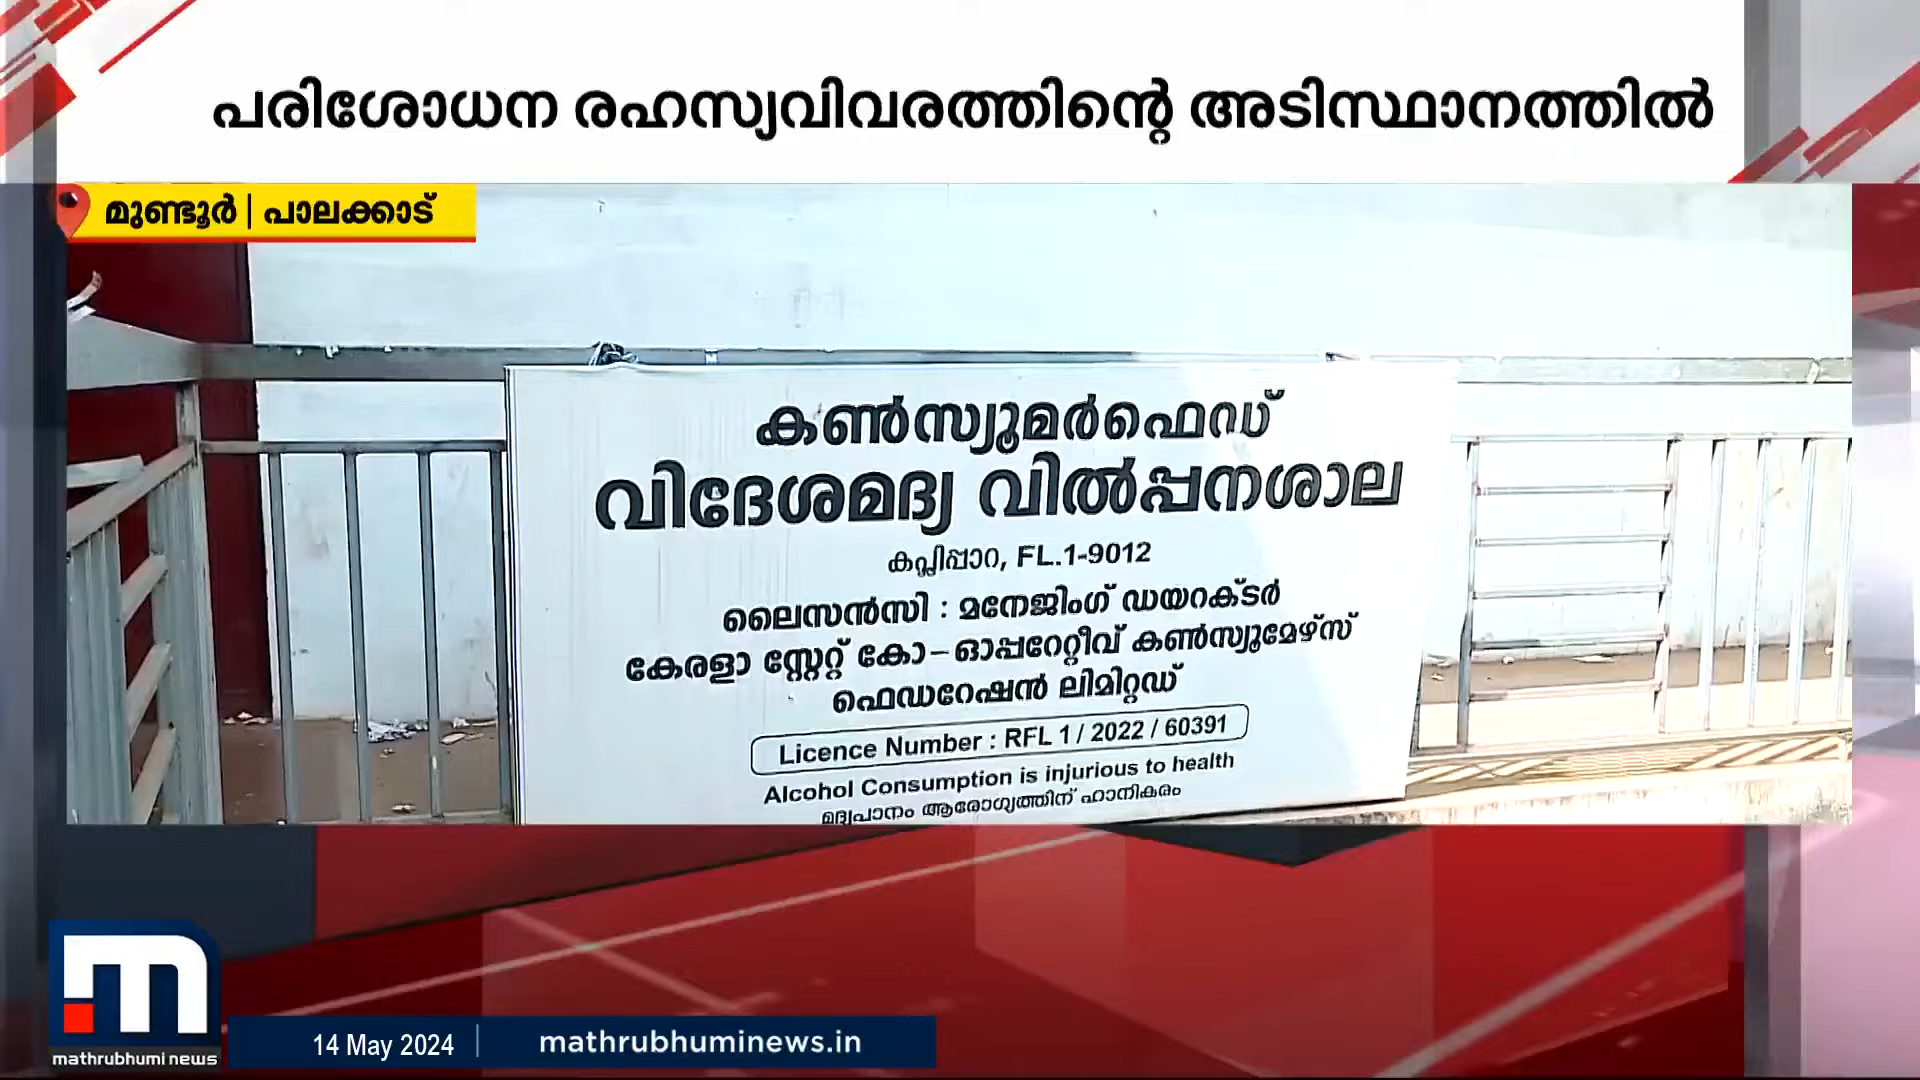 പരിശോധന രഹസ്യവിവരത്തിന്റെ അടിസ്ഥാനത്തിൽ
മുണ്ടൂർ | പാലക്കാട്
കൺസ്യൂമർഫെഡ്
വിദേശമദ്യ വിൽപ്പനശാല
കപ്ലിപ്പാറ, FL.1-9012
ലൈസൻസി : മനേജിംഗ് ഡയറക്ടർ
കേരളാ സ്റ്റേറ്റ് കോ-ഓപ്പറേറ്റീവ് കൺസ്യൂമേഴ്സ്
ഫെഡറേഷൻ ലിമിറ്റഡ്
Licence Number : RFL 1 / 2022 / 60391
Alcohol Consumption is injurious to health
മദ്യപാനം ആരോഗ്യത്തിന് ഹാനികരം
mathrubhumi news
14 May 2024
mathrubhuminews.in